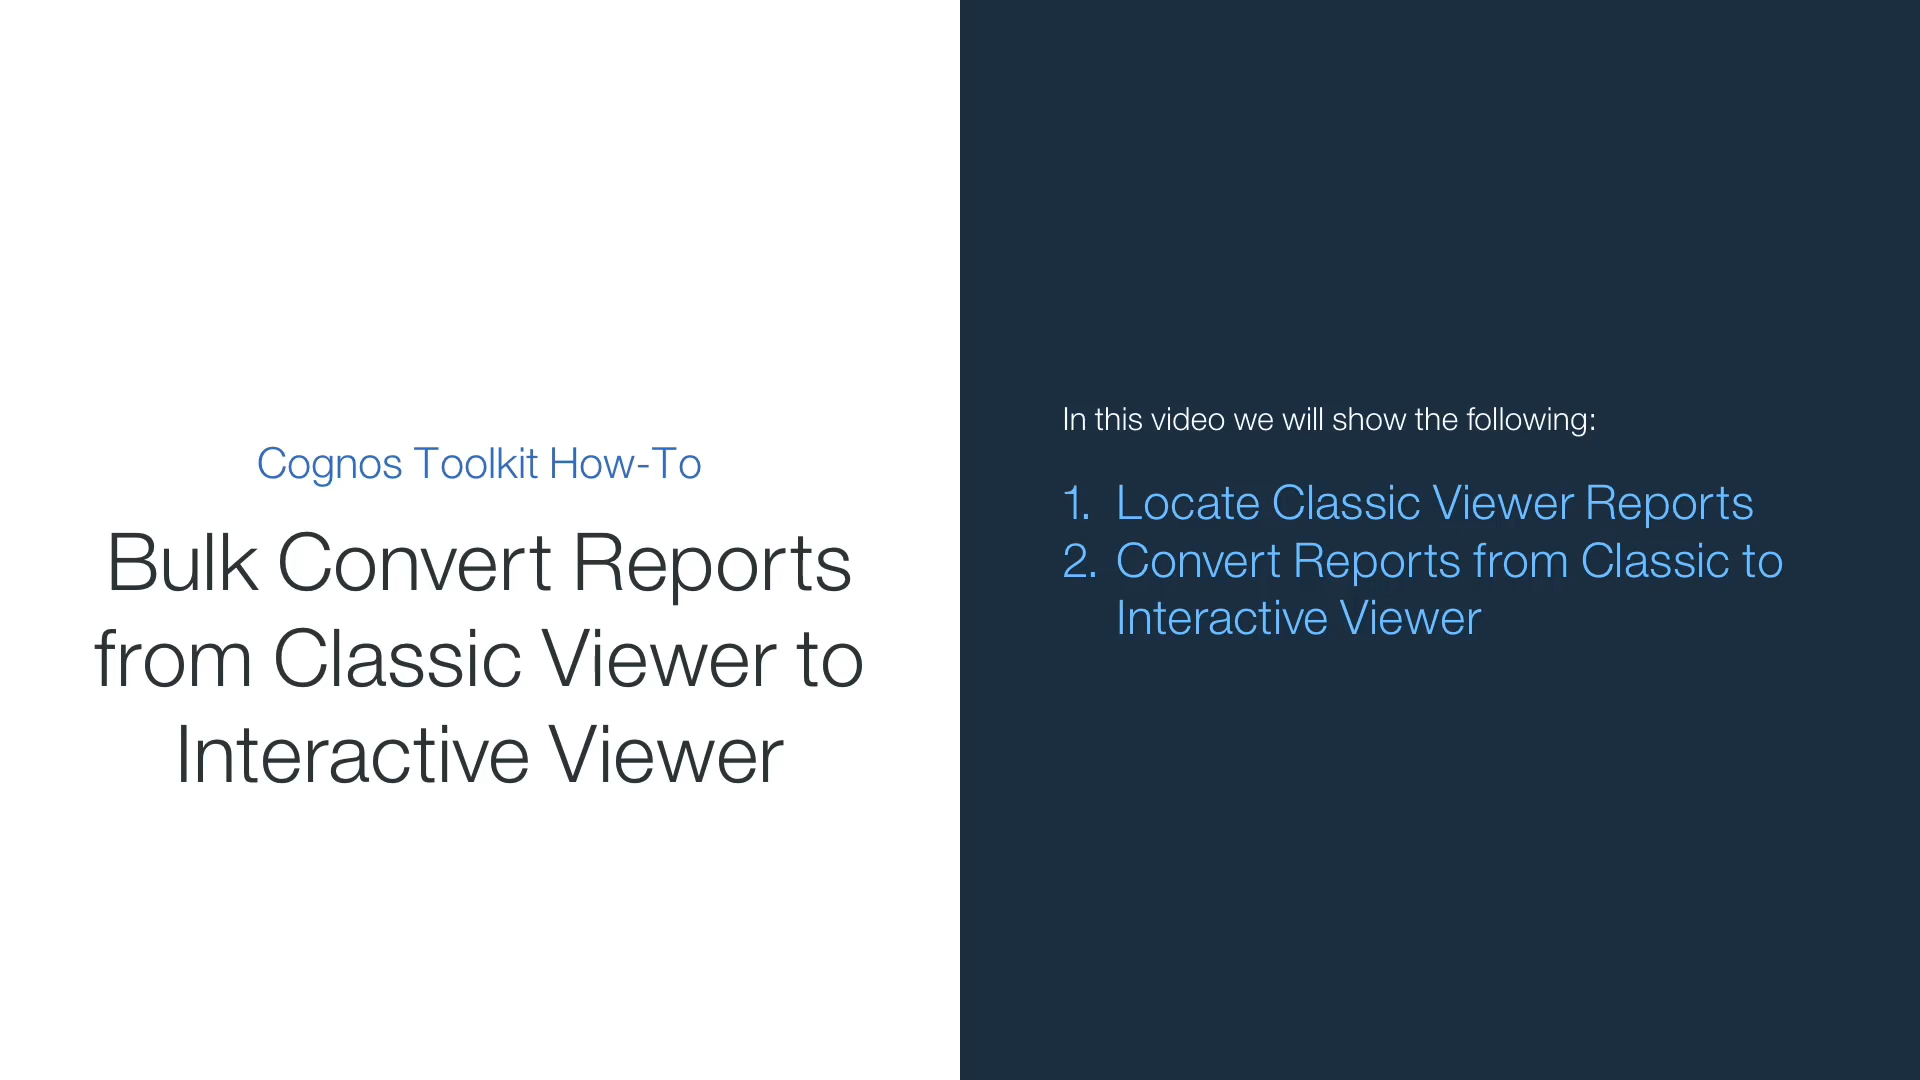 Cognos Toolkit How-To
Bulk Convert Reports
from Classic Viewer to
Interactive Viewer
In this video we will show the following:
1. Locate Classic Viewer Reports
2. Convert Reports from Classic to
Interactive Viewer